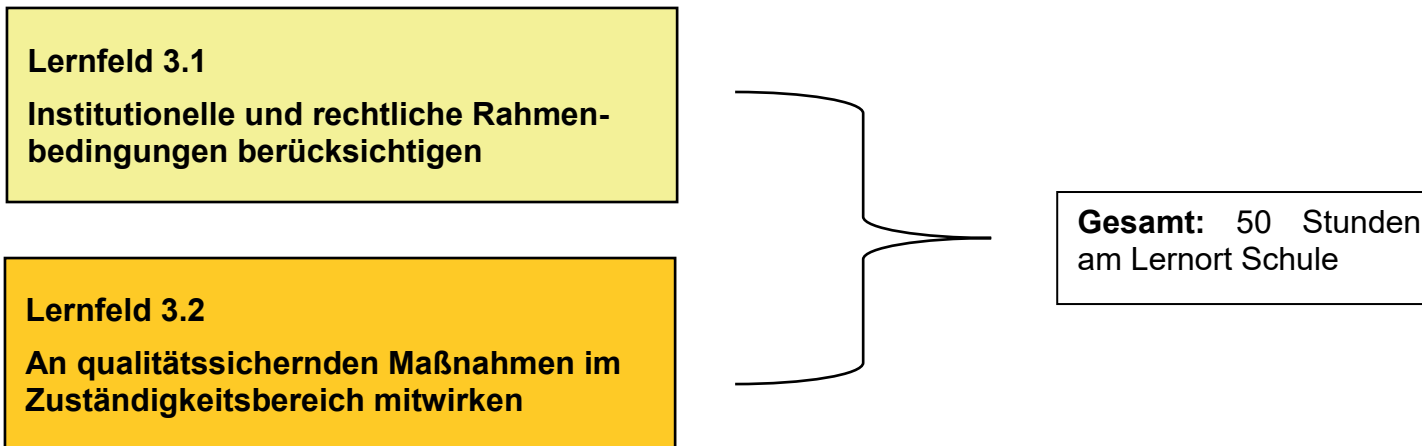 Lernfeld 3.1
Institutionelle und rechtliche Rahmen-
bedingungen berücksichtigen
Gesamt: 50 Stunden
am Lernort Schule
Lernfeld 3.2
An qualitätssichernden Maßnahmen im
Zuständigkeitsbereich mitwirken